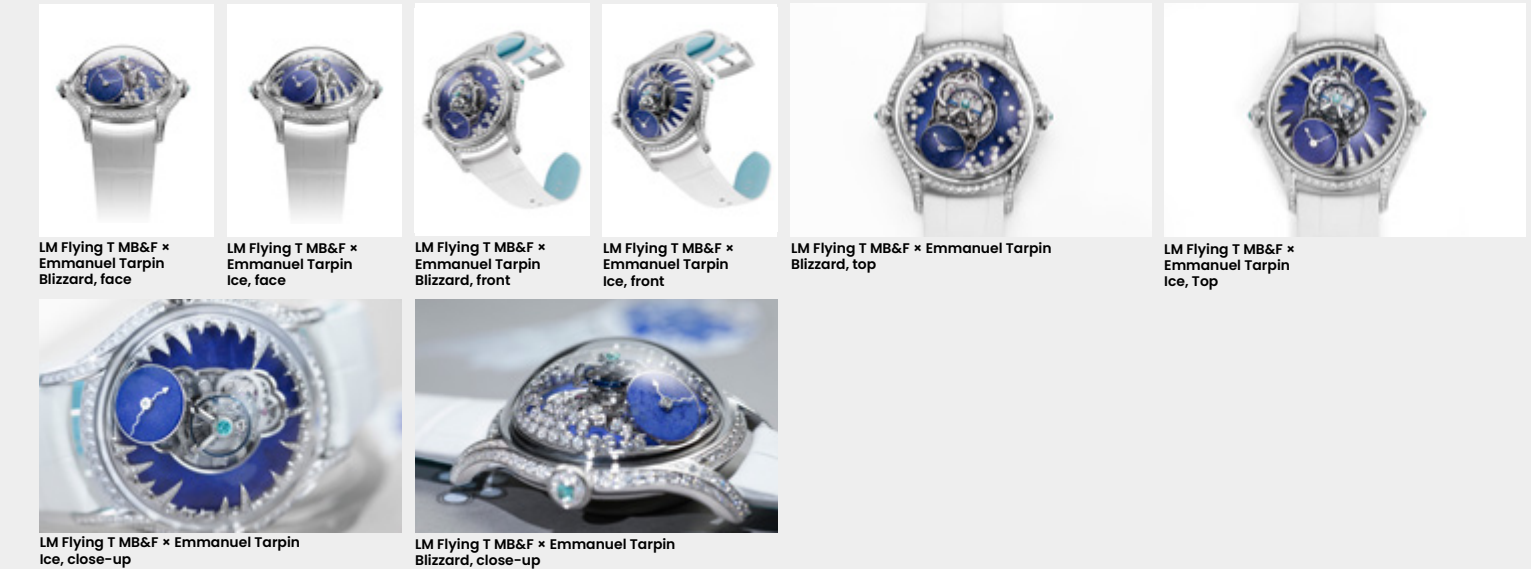 LM Flying T MB&F ×
Emmanuel Tarpin
Blizzard, face
LM Flying T MB&F ×
Emmanuel Tarpin
Ice, face
LM Flying T MB&F ×
Emmanuel Tarpin
Blizzard, front
LM Flying T MB&F ×
Emmanuel Tarpin
Ice, front
LM Flying T MB&F × Emmanuel Tarpin
Blizzard, top
LM Flying T MB&F ×
Emmanuel Tarpin
Ice, Top
LM Flying T MB&F × Emmanuel Tarpin
Ice, close-up
LM Flying T MB&F × Emmanuel Tarpin
Blizzard, close-up